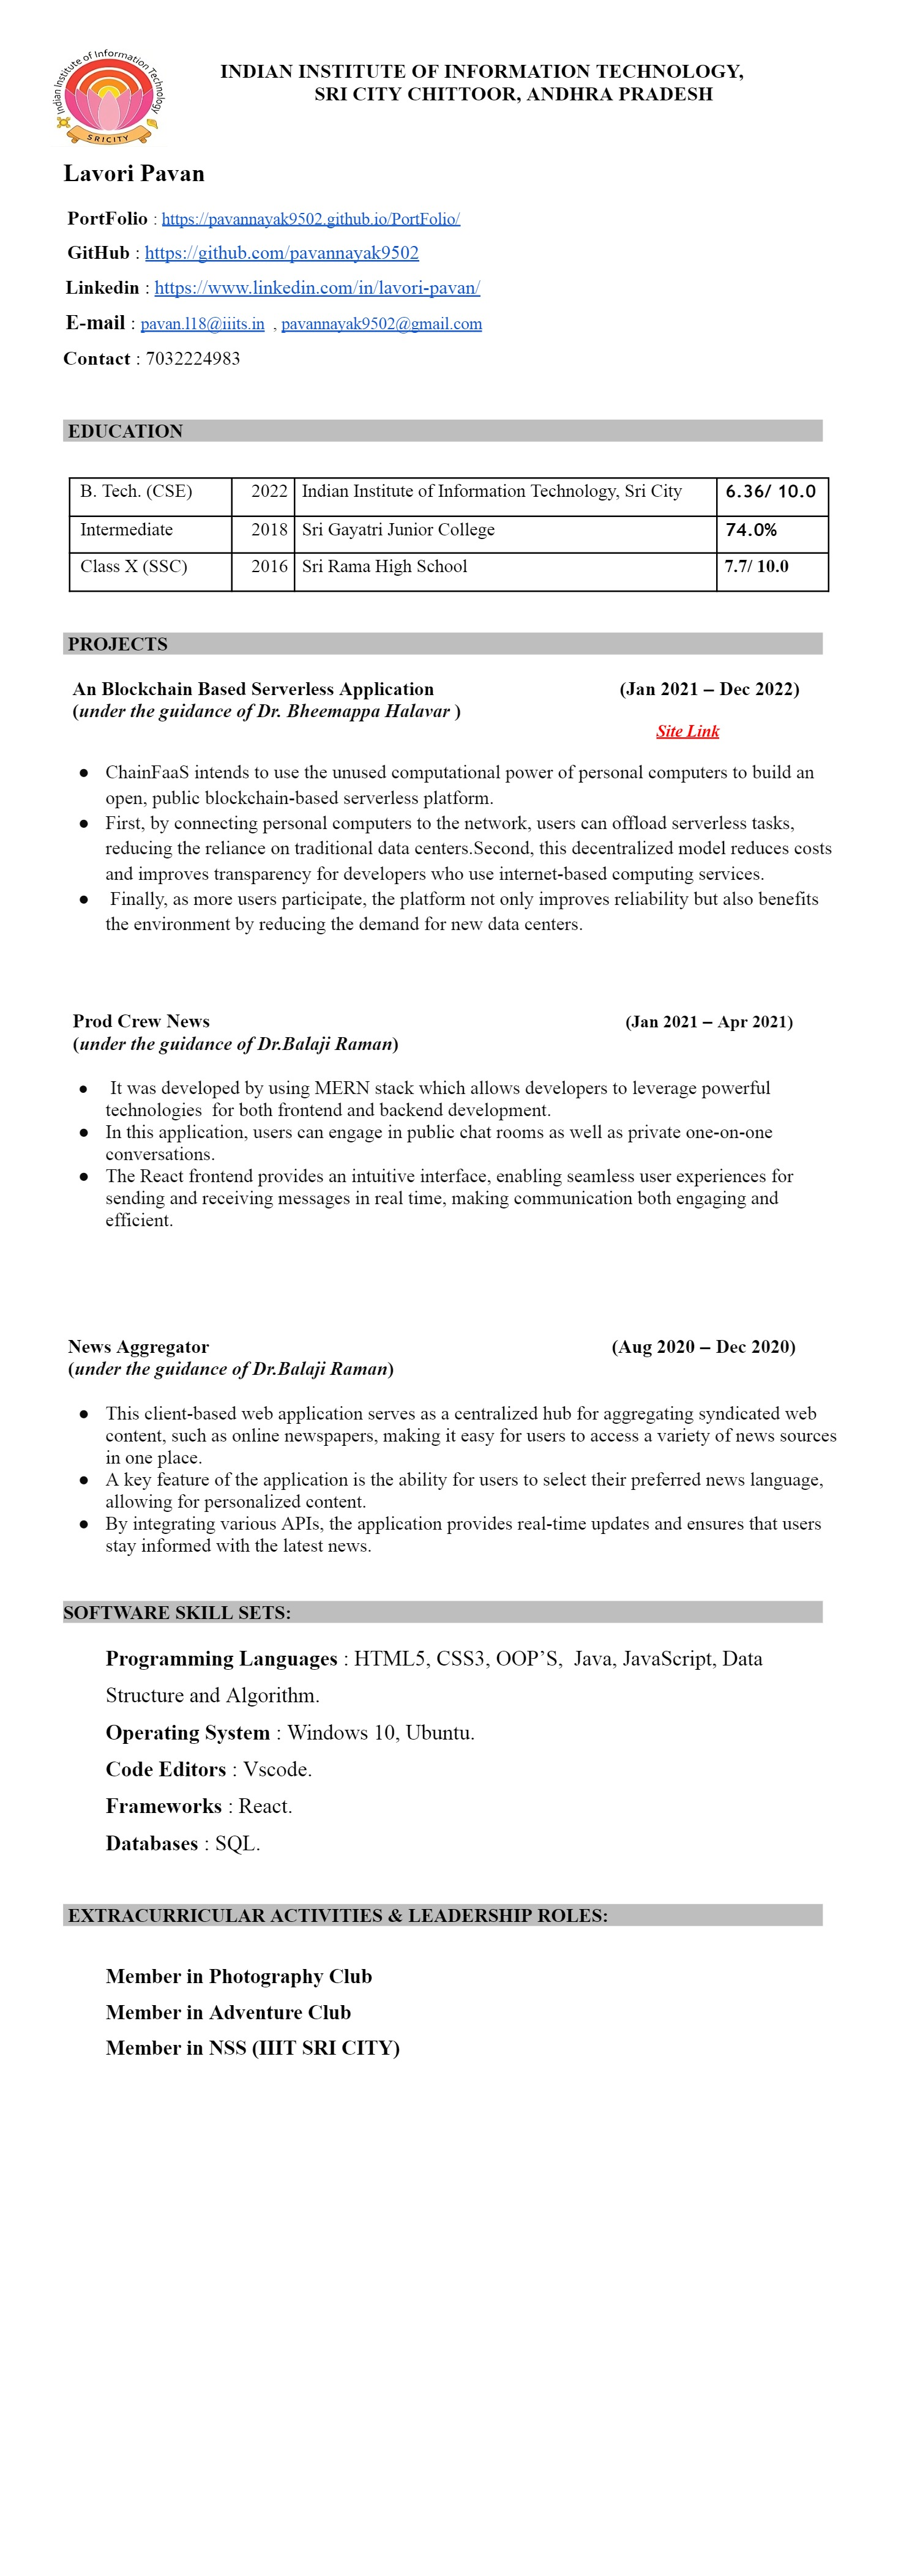 Indian Institute of Information Technology
SRICITY
INDIAN INSTITUTE OF INFORMATION TECHNOLOGY,
SRI CITY CHITTOOR, ANDHRA PRADESH
Lavori Pavan
PortFolio : https://pavannayak9502.github.io/PortFolio/
GitHub : https://github.com/pavannayak9502
Linkedin : https://www.linkedin.com/in/lavori-pavan/
E-mail : pavan.l18@iiits.in , pavannayak9502@gmail.com
Contact : 7032224983
EDUCATION
B. Tech. (CSE) 2022 Indian Institute of Information Technology, Sri City 6.36/ 10.0
Intermediate 2018 Sri Gayatri Junior College 74.0%
Class X (SSC) 2016 Sri Rama High School 7.7/ 10.0
PROJECTS
An Blockchain Based Serverless Application (Jan 2021 – Dec 2022)
(under the guidance of Dr. Bheemappa Halavar )
Site Link
● ChainFaaS intends to use the unused computational power of personal computers to build an
open, public blockchain-based serverless platform.
● First, by connecting personal computers to the network, users can offload serverless tasks,
reducing the reliance on traditional data centers.Second, this decentralized model reduces costs
and improves transparency for developers who use internet-based computing services.
● Finally, as more users participate, the platform not only improves reliability but also benefits
the environment by reducing the demand for new data centers.
Prod Crew News (Jan 2021 – Apr 2021)
(under the guidance of Dr.Balaji Raman)
● It was developed by using MERN stack which allows developers to leverage powerful
technologies for both frontend and backend development.
● In this application, users can engage in public chat rooms as well as private one-on-one
conversations.
● The React frontend provides an intuitive interface, enabling seamless user experiences for
sending and receiving messages in real time, making communication both engaging and
efficient.
News Aggregator (Aug 2020 – Dec 2020)
(under the guidance of Dr.Balaji Raman)
● This client-based web application serves as a centralized hub for aggregating syndicated web
content, such as online newspapers, making it easy for users to access a variety of news sources
in one place.
● A key feature of the application is the ability for users to select their preferred news language,
allowing for personalized content.
● By integrating various APIs, the application provides real-time updates and ensures that users
stay informed with the latest news.
SOFTWARE SKILL SETS:
Programming Languages : HTML5, CSS3, OOP’S, Java, JavaScript, Data
Structure and Algorithm.
Operating System : Windows 10, Ubuntu.
Code Editors : Vscode.
Frameworks : React.
Databases : SQL.
EXTRACURRICULAR ACTIVITIES & LEADERSHIP ROLES:
Member in Photography Club
Member in Adventure Club
Member in NSS (IIIT SRI CITY)